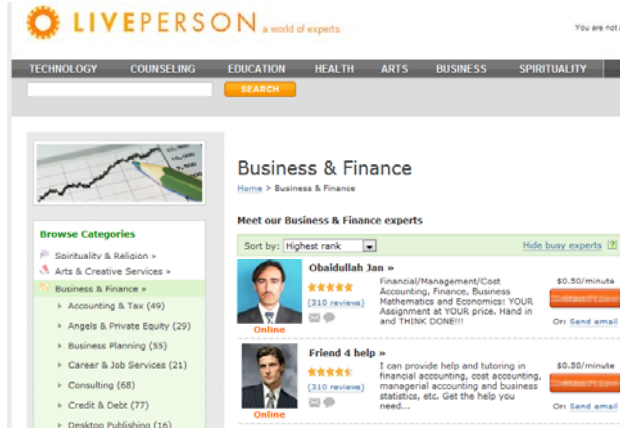 LIVEPERSON a world of experts
You are not
TECHNOLOGY COUNSELING EDUCATION HEALTH ARTS BUSINESS SPIRITUALITY
SEARCH
Business & Finance
Home > Business & Finance
Meet our Business & Finance experts
Sort by: Highest rank
Hide busy experts ?
Browse Categories
Spirituality & Religion »
Arts & Creative Services »
Business & Finance »
Accounting & Tax (49)
Angels & Private Equity (29)
Business Planning (55)
Career & Job Services (21)
Consulting (68)
Credit & Debt (77)
Desktop Publishing (16)
Obaidullah Jan »
(310 reviews)
Online
Financial/Management/Cost
Accounting, Finance, Business
Mathematics and Economics: YOUR
Assignment at YOUR price. Hand in
and THINK DONE!!!
$0.50/minute
Or: Send email
Friend 4 help »
(310 reviews)
Online
I can provide help and tutoring in
financial accounting, cost accounting,
managerial accounting and business
statistics, etc. Get the help you
need...
$0.50/minute
Or: Send email